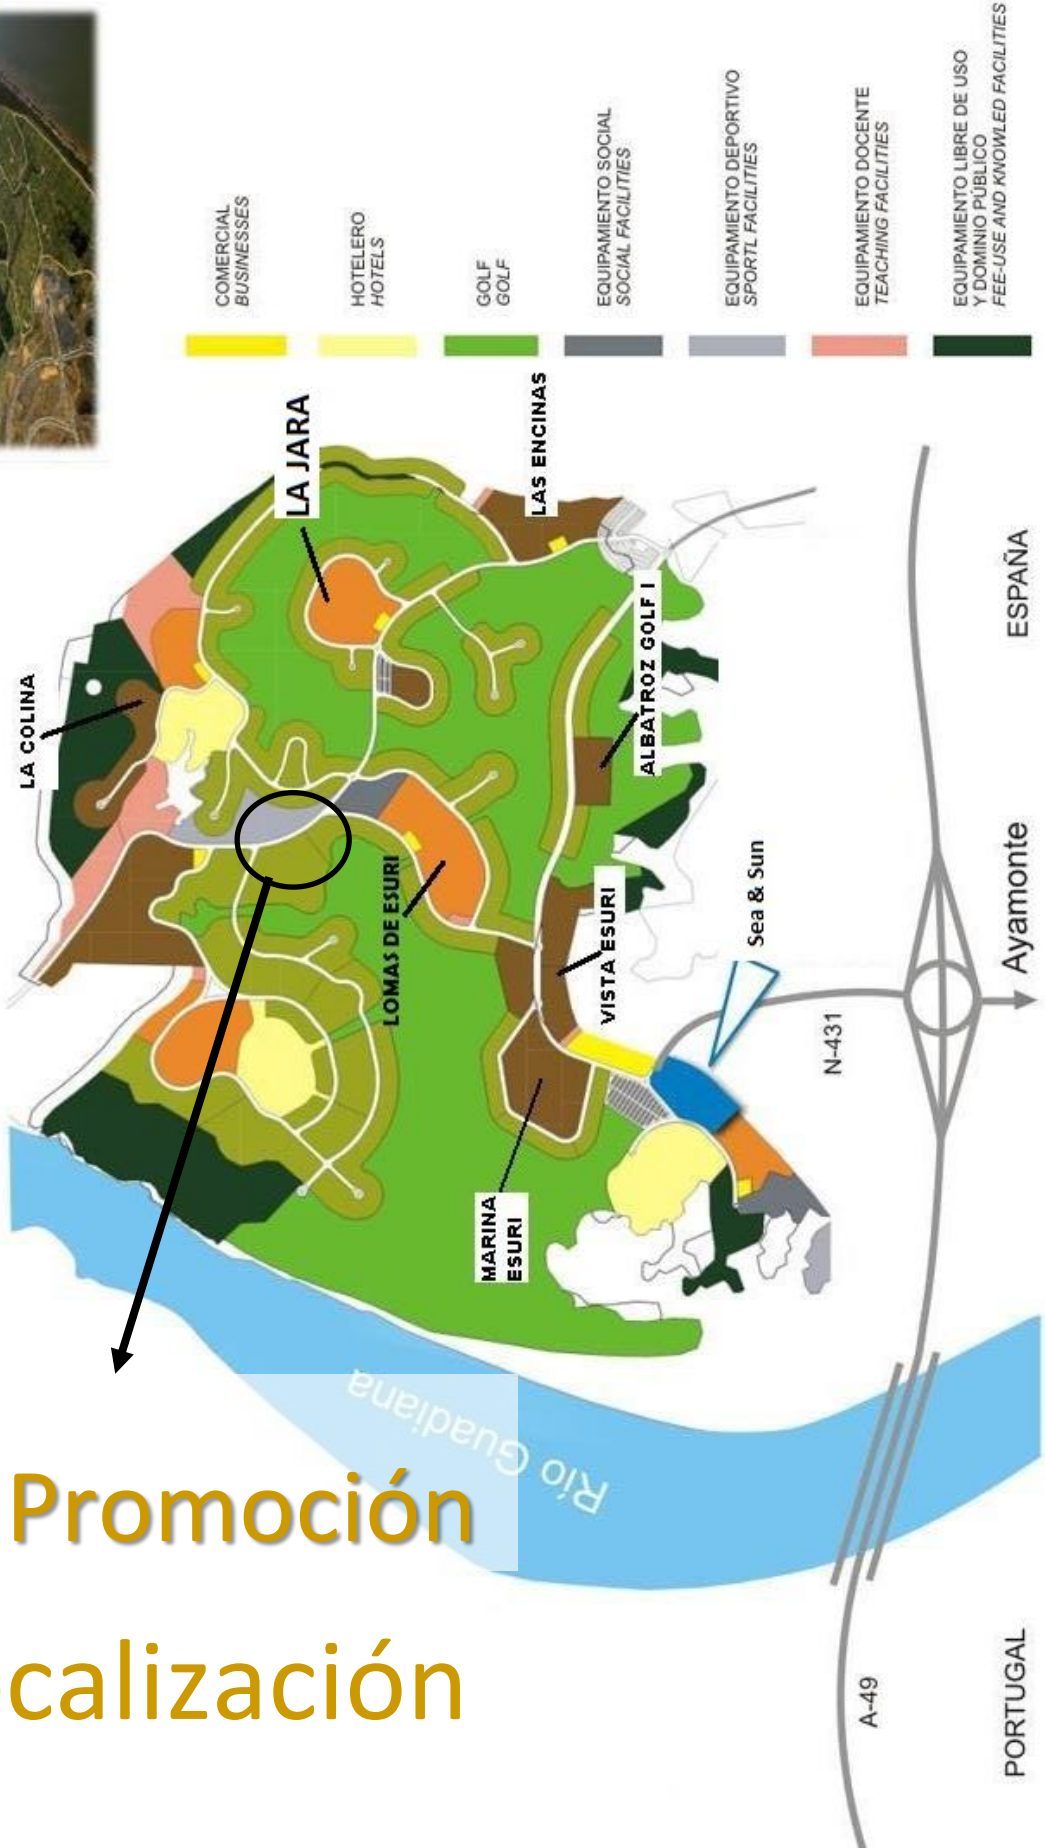 COMERCIAL
BUSINESSES
HOTELERO
HOTELS
GOLF
GOLF
EQUIPAMIENTO SOCIAL
SOCIAL FACILITIES
EQUIPAMIENTO DEPORTIVO
SPORTL FACILITIES
EQUIPAMIENTO DOCENTE
TEACHING FACILITIES
EQUIPAMIENTO LIBRE DE USO
Y DOMINIO PÚBLICO
FEE-USE AND KNOWLED FACILITIES
LA COLINA
LA JARA
LAS ENCINAS
ALBATROZ GOLF I
LOMAS DE ESURI
VISTA ESURI
Sea & Sun
MARINA
ESURI
N-431
ESPAÑA
Ayamonte
Río Guadiana
A-49
PORTUGAL
Promoción
calización